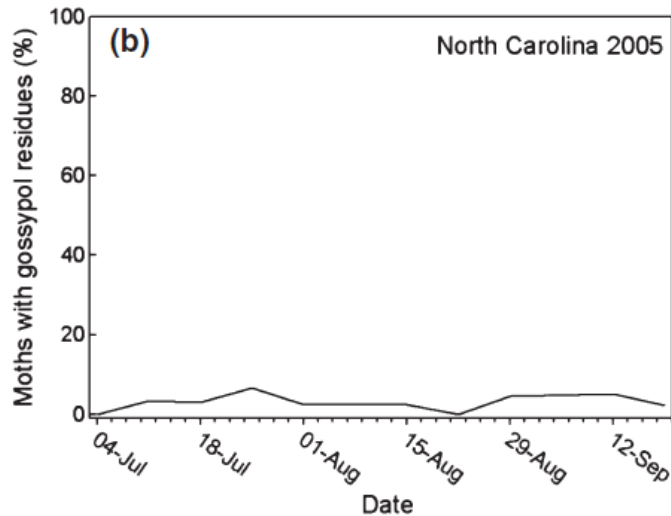 (b)
North Carolina 2005
Moths with gossypol residues (%)
100
80
60
40
20
0
04-Jul
18-Jul
01-Aug
15-Aug
29-Aug
12-Sep
Date